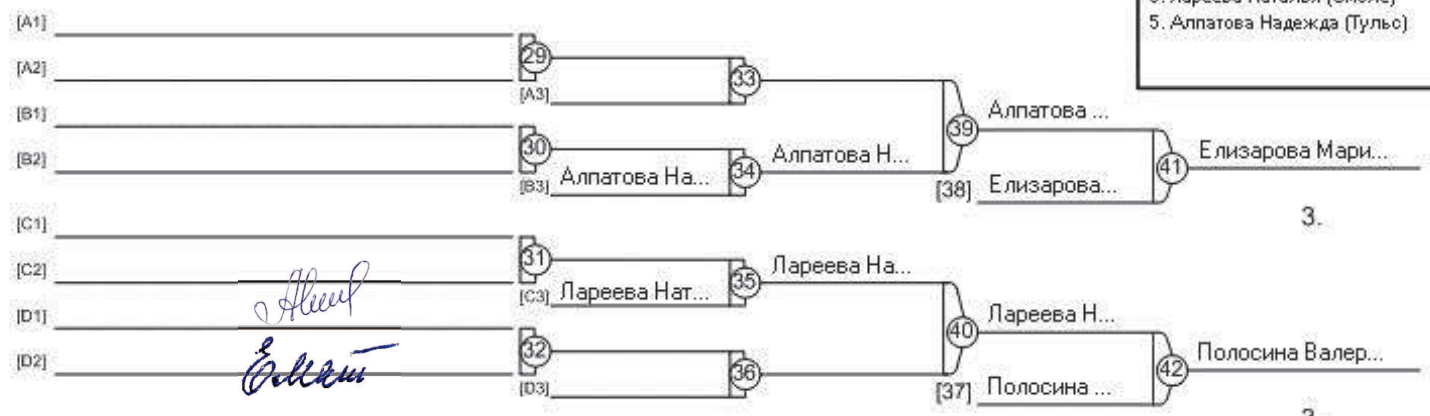 5. Алпатова Надежда (Тульс)
[A1]
[A2]
29
33
[A3]
[B1]
Алпатова ...
39
[B2]
30
Алпатова Н...
Елизарова Мари...
[B3] Алпатова На...
34
41
[38] Елизарова...
[C1]
3.
[C2]
31
Лареева На...
[C3] Лареева Нат...
35
[D1]
Лареева Н...
40
[D2]
32
Полосина Валер...
[D3]
36
42
[37] Полосина ...